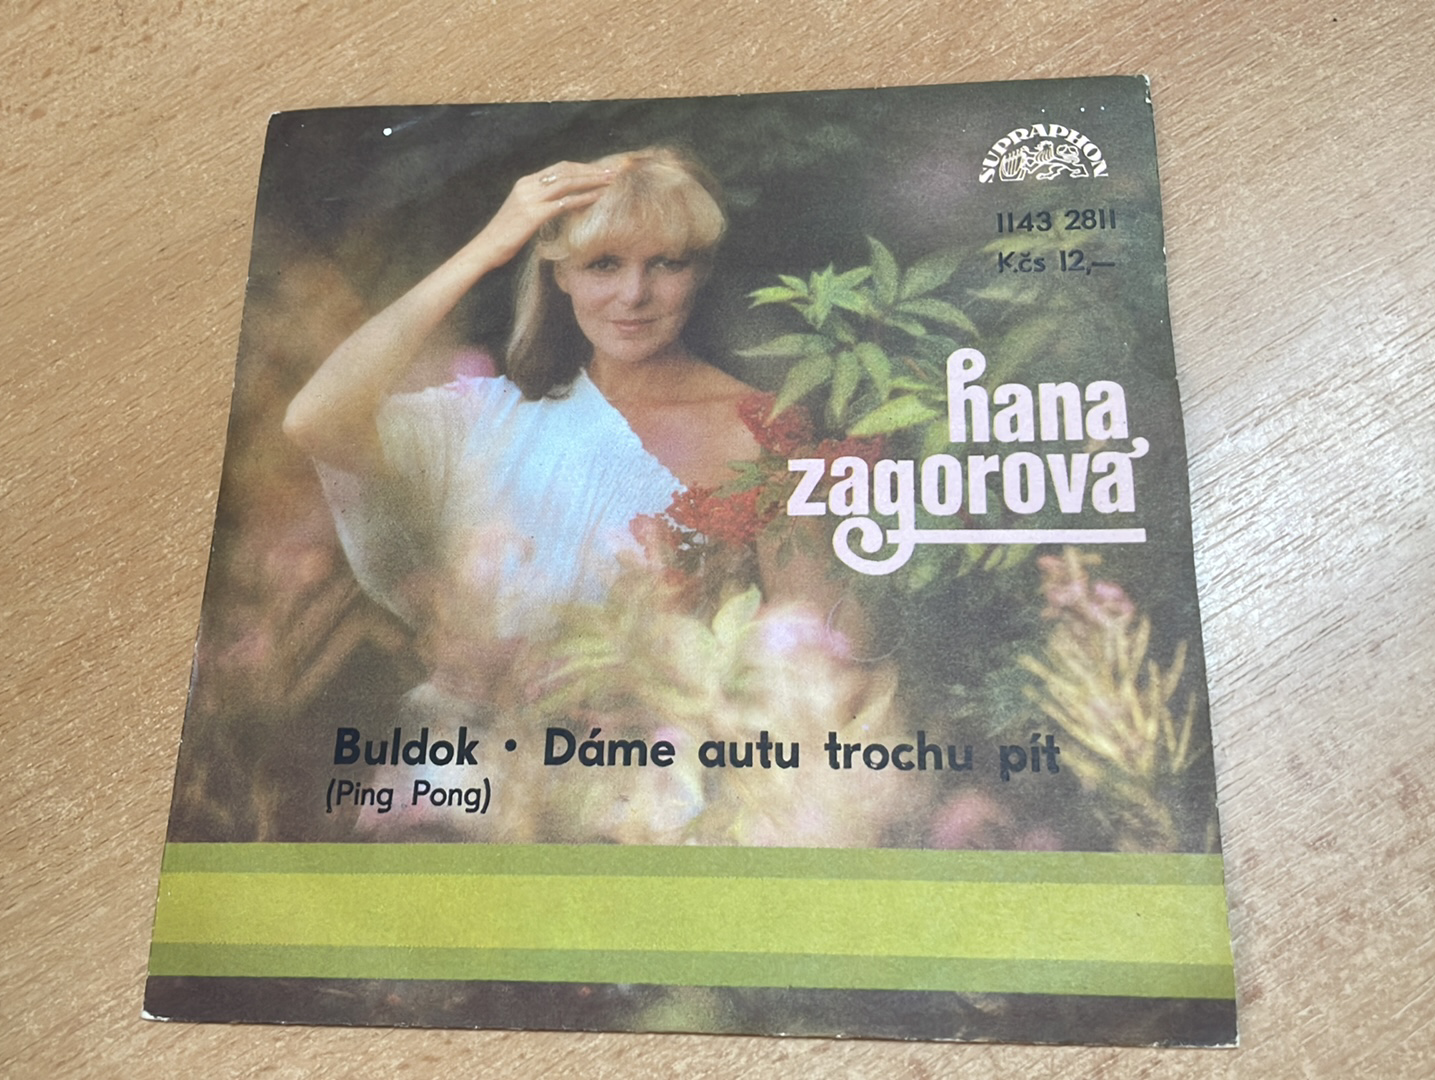 SUPRAPHON
1143 2811
Kčs 12,—
hana
zagorová
Buldok • Dáme autu trochu pít
(Ping Pong)